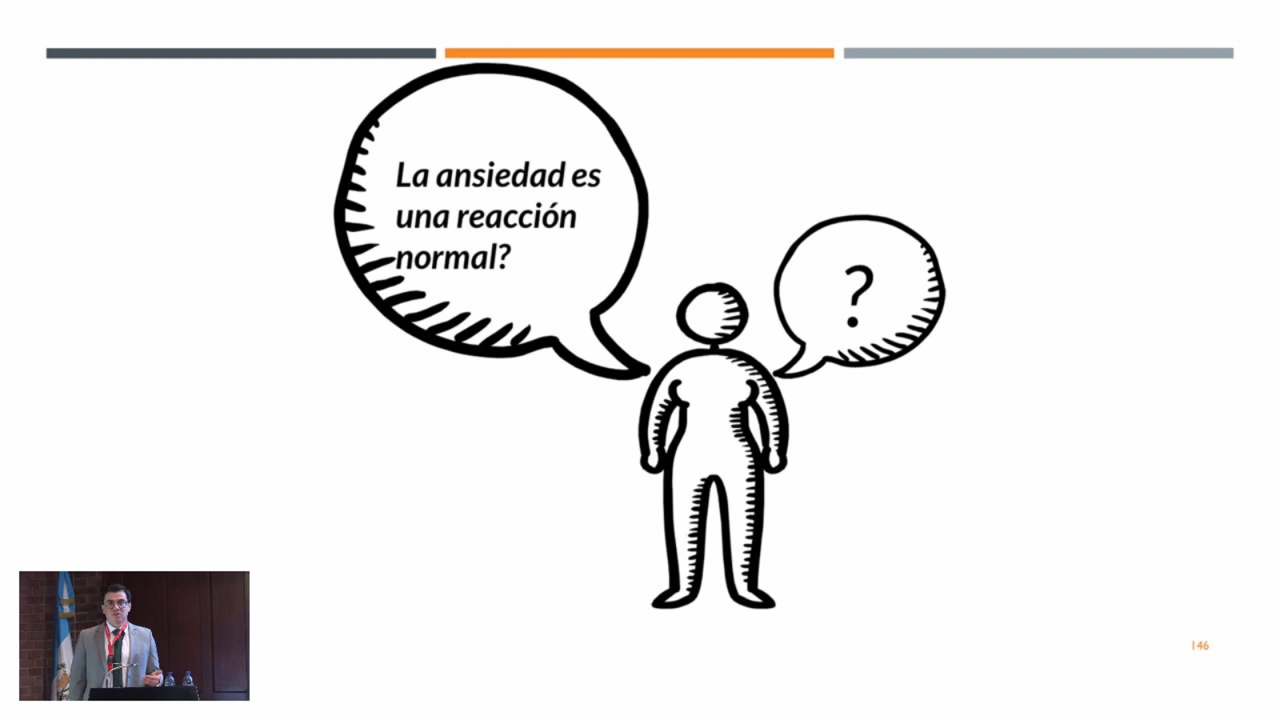 La ansiedad es
una reacción
normal?
?
146